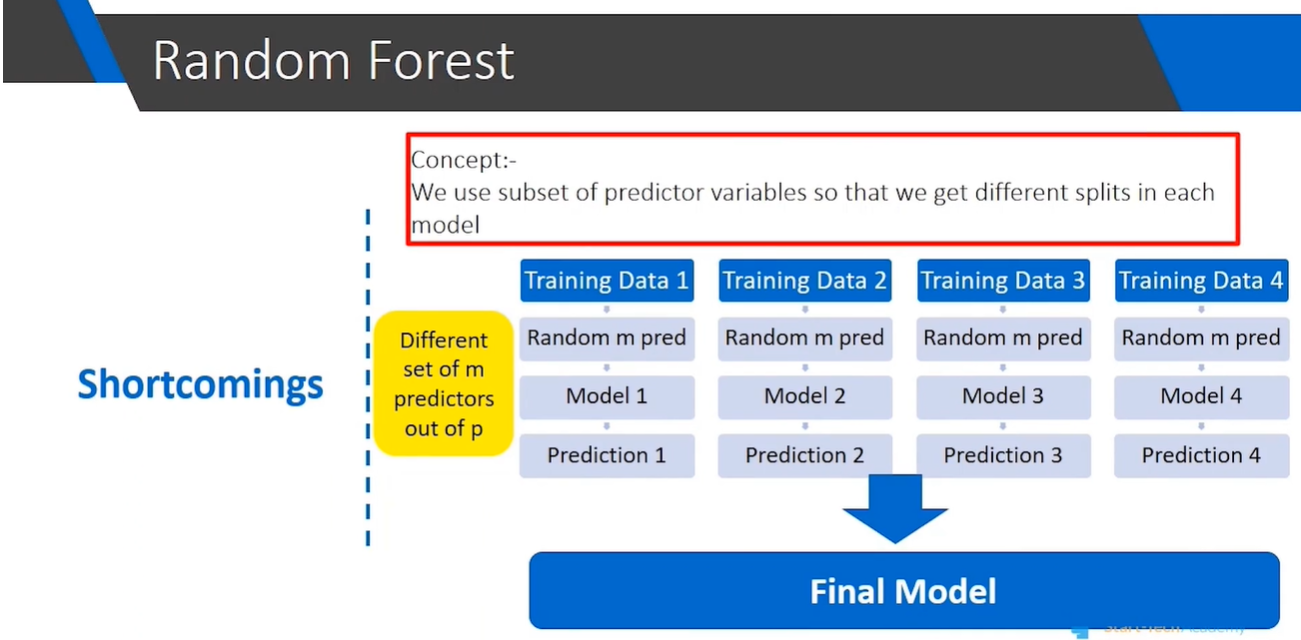 Random Forest
Concept:-
We use subset of predictor variables so that we get different splits in each
model
Training Data 1
Training Data 2
Training Data 3
Training Data 4
Different
set of m
predictors
out of p
Random m pred
Random m pred
Random m pred
Random m pred
Shortcomings
Model 1
Model 2
Model 3
Model 4
Prediction 1
Prediction 2
Prediction 3
Prediction 4
Final Model